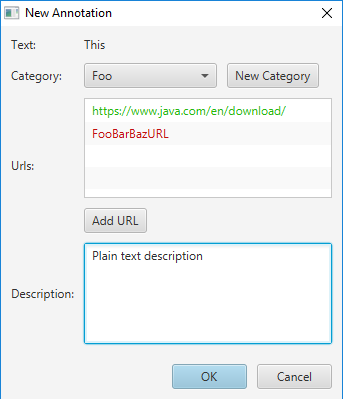 New Annotation
Text: This
Category: Foo New Category
https://www.java.com/en/download/
FooBarBazURL
Urls:
Add URL
Plain text description
Description:
OK Cancel